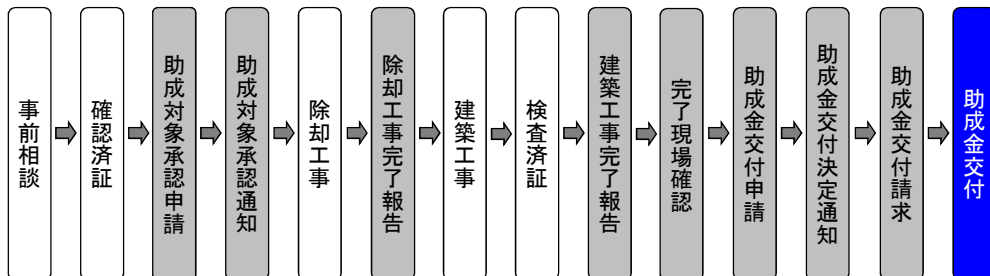 事前相談
確認済証
助成対象承認申請
助成対象承認通知
除却工事
除却工事完了報告
建築工事
検査済証
建築工事完了報告
完了現場確認
助成金交付申請
助成金交付決定通知
助成金交付請求
助成金交付